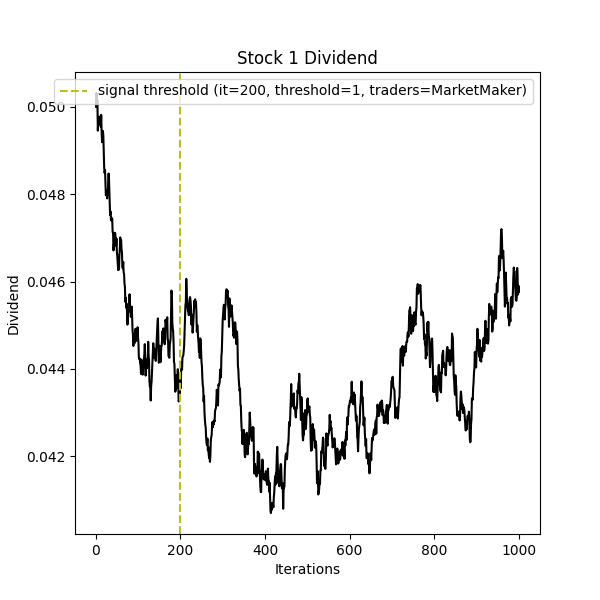 Stock 1 Dividend
signal threshold (it=200, threshold=1, traders=MarketMaker)
0.050
0.048
0.046
0.044
0.042
Dividend
0 200 400 600 800 1000
Iterations